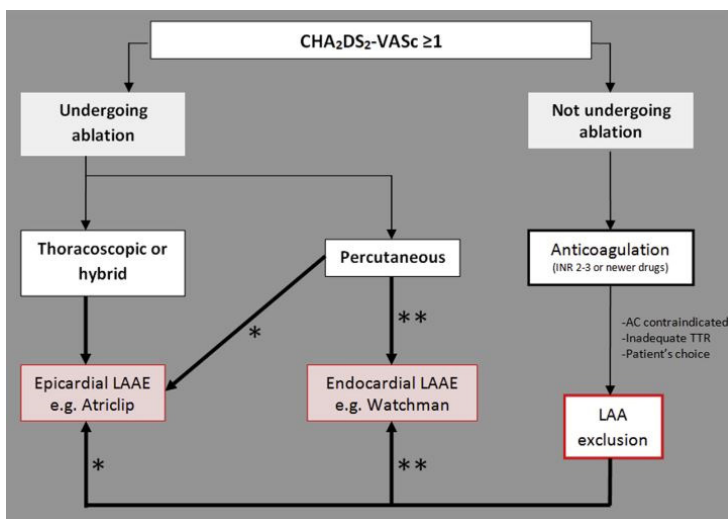 CHA₂DS₂-VASc ≥1
Undergoing
ablation
Not undergoing
ablation
Thoracoscopic or
hybrid
Percutaneous
Anticoagulation
(INR 2-3 or newer drugs)
*
**
-AC contraindicated
-Inadequate TTR
-Patient's choice
Epicardial LAAE
e.g. Atriclip
Endocardial LAAE
e.g. Watchman
LAA
exclusion
*
**